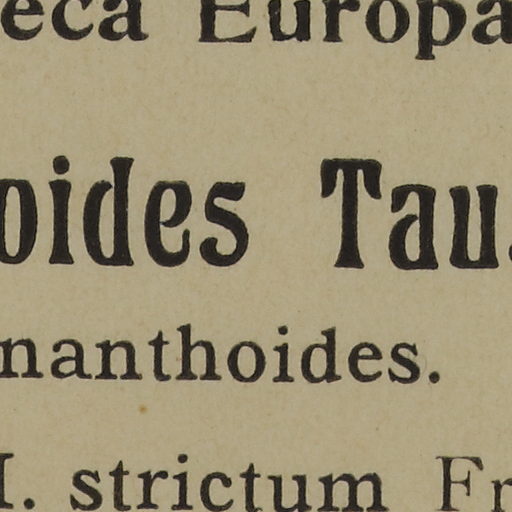 eca Europa
oides Tau.
nanthoides.
I. strictum Fr